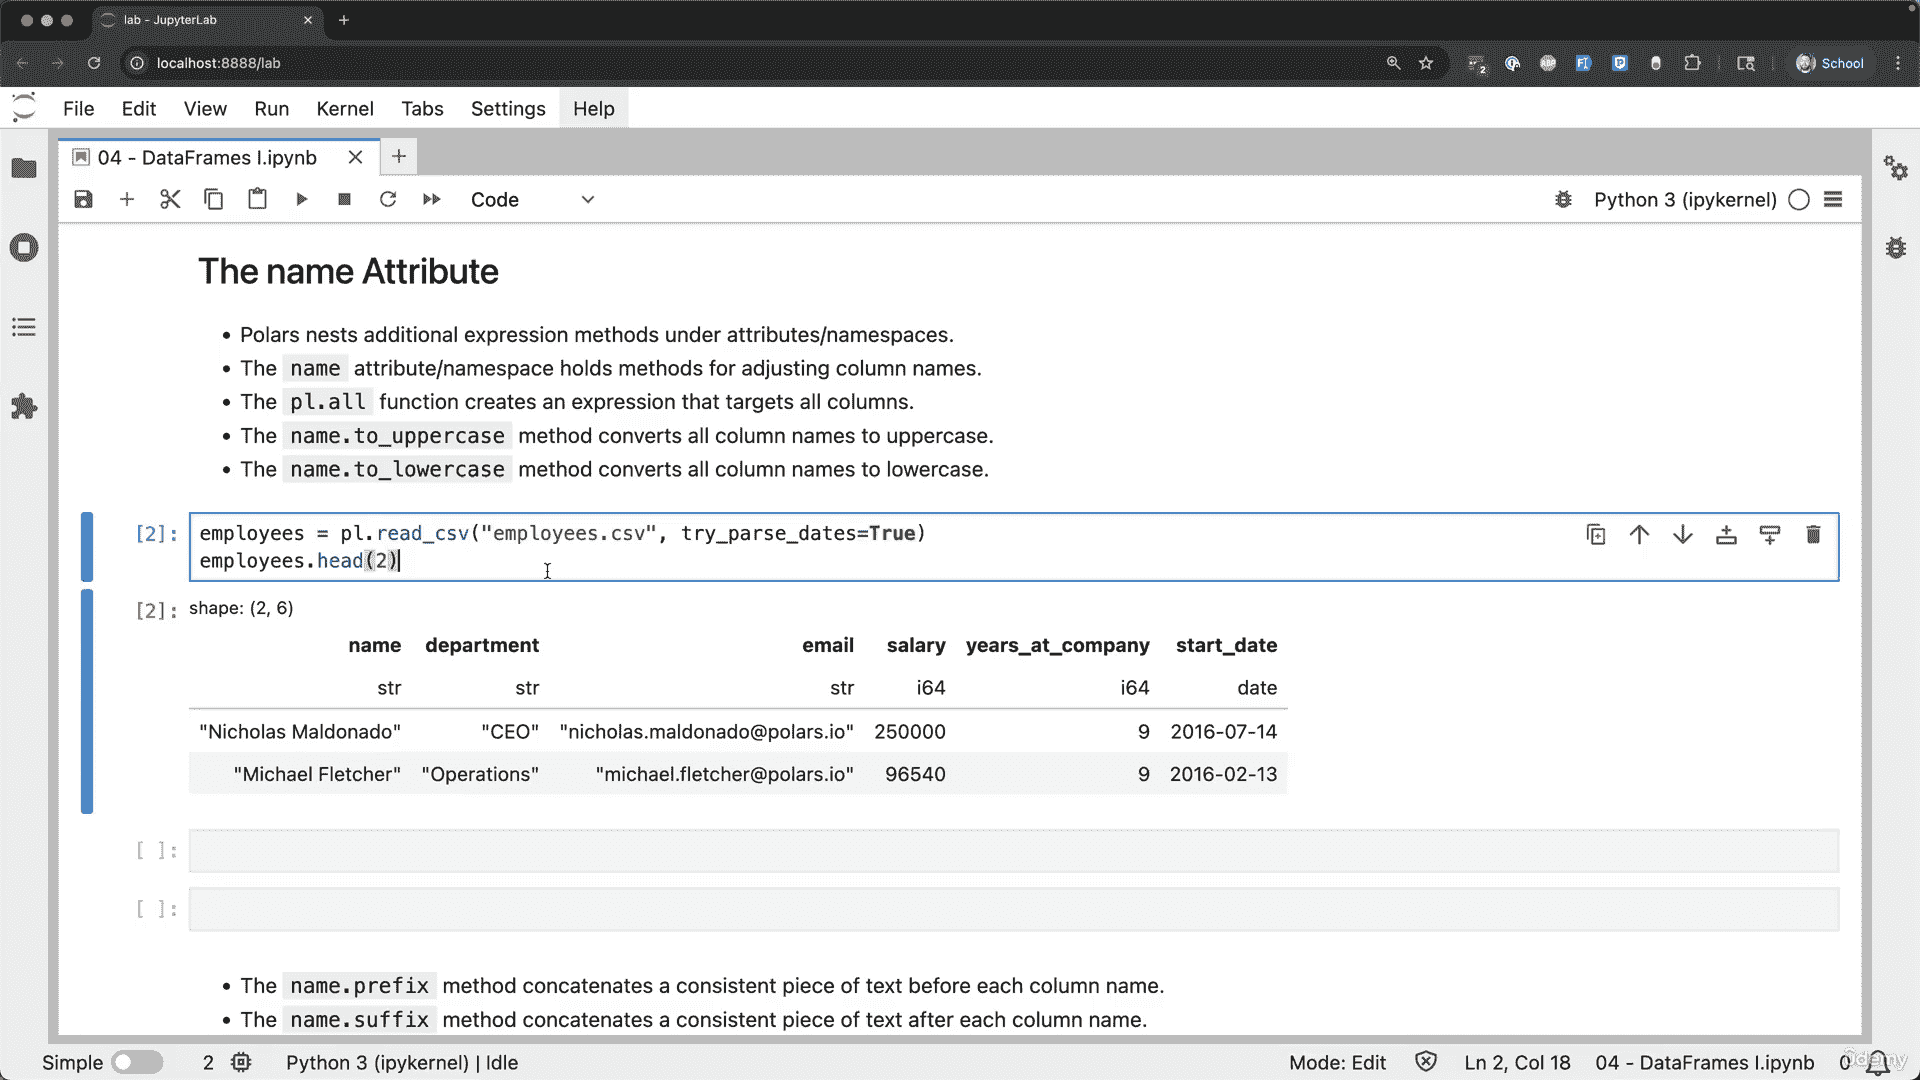 lab - JupyterLab
localhost:8888/lab
2
ABP
School
File Edit View Run Kernel Tabs Settings Help
04 - DataFrames I.ipynb
Code
Python 3 (ipykernel)
The name Attribute
• Polars nests additional expression methods under attributes/namespaces.
• The name attribute/namespace holds methods for adjusting column names.
• The pl.all function creates an expression that targets all columns.
• The name.to_uppercase method converts all column names to uppercase.
• The name.to_lowercase method converts all column names to lowercase.
[2]: employees = pl.read_csv("employees.csv", try_parse_dates=True)
employees.head(2)
[2]: shape: (2, 6)
name department email salary years_at_company start_date
str str str i64 i64 date
"Nicholas Maldonado" "CEO" "nicholas.maldonado@polars.io" 250000 9 2016-07-14
"Michael Fletcher" "Operations" "michael.fletcher@polars.io" 96540 9 2016-02-13
[ ]:
[ ]:
• The name.prefix method concatenates a consistent piece of text before each column name.
• The name.suffix method concatenates a consistent piece of text after each column name.
Simple 2 Python 3 (ipykernel) | Idle Mode: Edit Ln 2, Col 18 04 - DataFrames I.ipynb 0
udemy